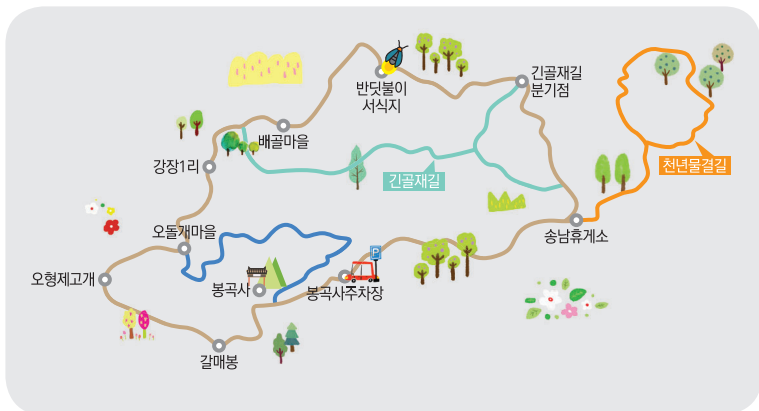 반딧불이
서식지
긴골재길
분기점
배골마을
강장1리
긴골재길
천년물결길
오돌개마을
송남휴게소
P
오형제고개
봉곡사
봉곡사주차장
갈매봉